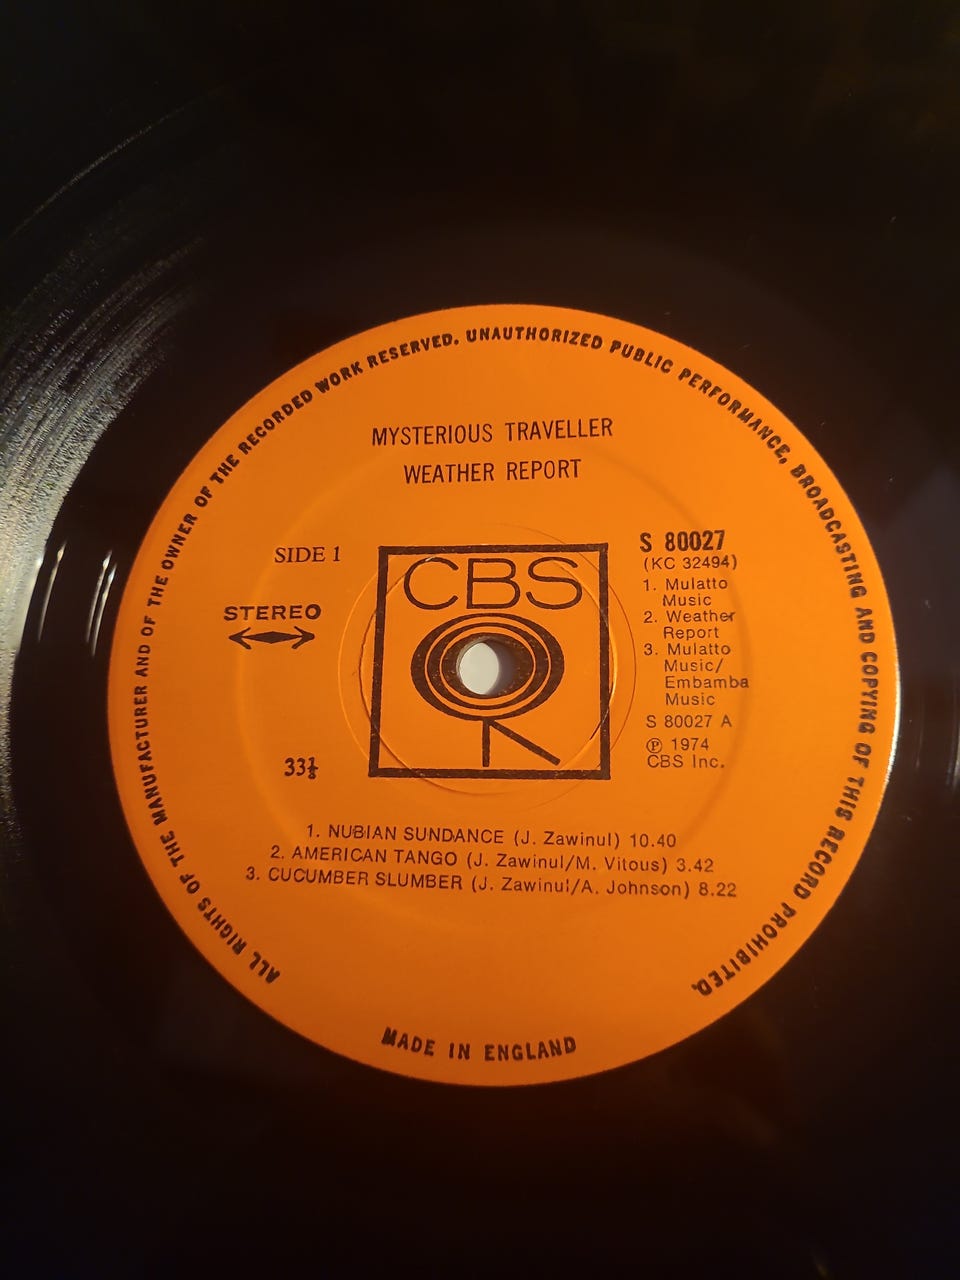 ALL RIGHTS OF THE MANUFACTURER AND OF THE OWNER OF THE RECORDED WORK RESERVED. UNAUTHORIZED PUBLIC PERFORMANCE, BROADCASTING AND COPYING OF THIS RECORD PROHIBITED.
MYSTERIOUS TRAVELLER
WEATHER REPORT
SIDE 1
STEREO
33⅓
CBS
S 80027
(KC 32494)
1. Mulatto
Music
2. Weather
Report
3. Mulatto
Music/
Embamba
Music
S 80027 A
℗ 1974
CBS Inc.
1. NUBIAN SUNDANCE (J. Zawinul) 10.40
2. AMERICAN TANGO (J. Zawinul/M. Vitous) 3.42
3. CUCUMBER SLUMBER (J. Zawinul/A. Johnson) 8.22
MADE IN ENGLAND